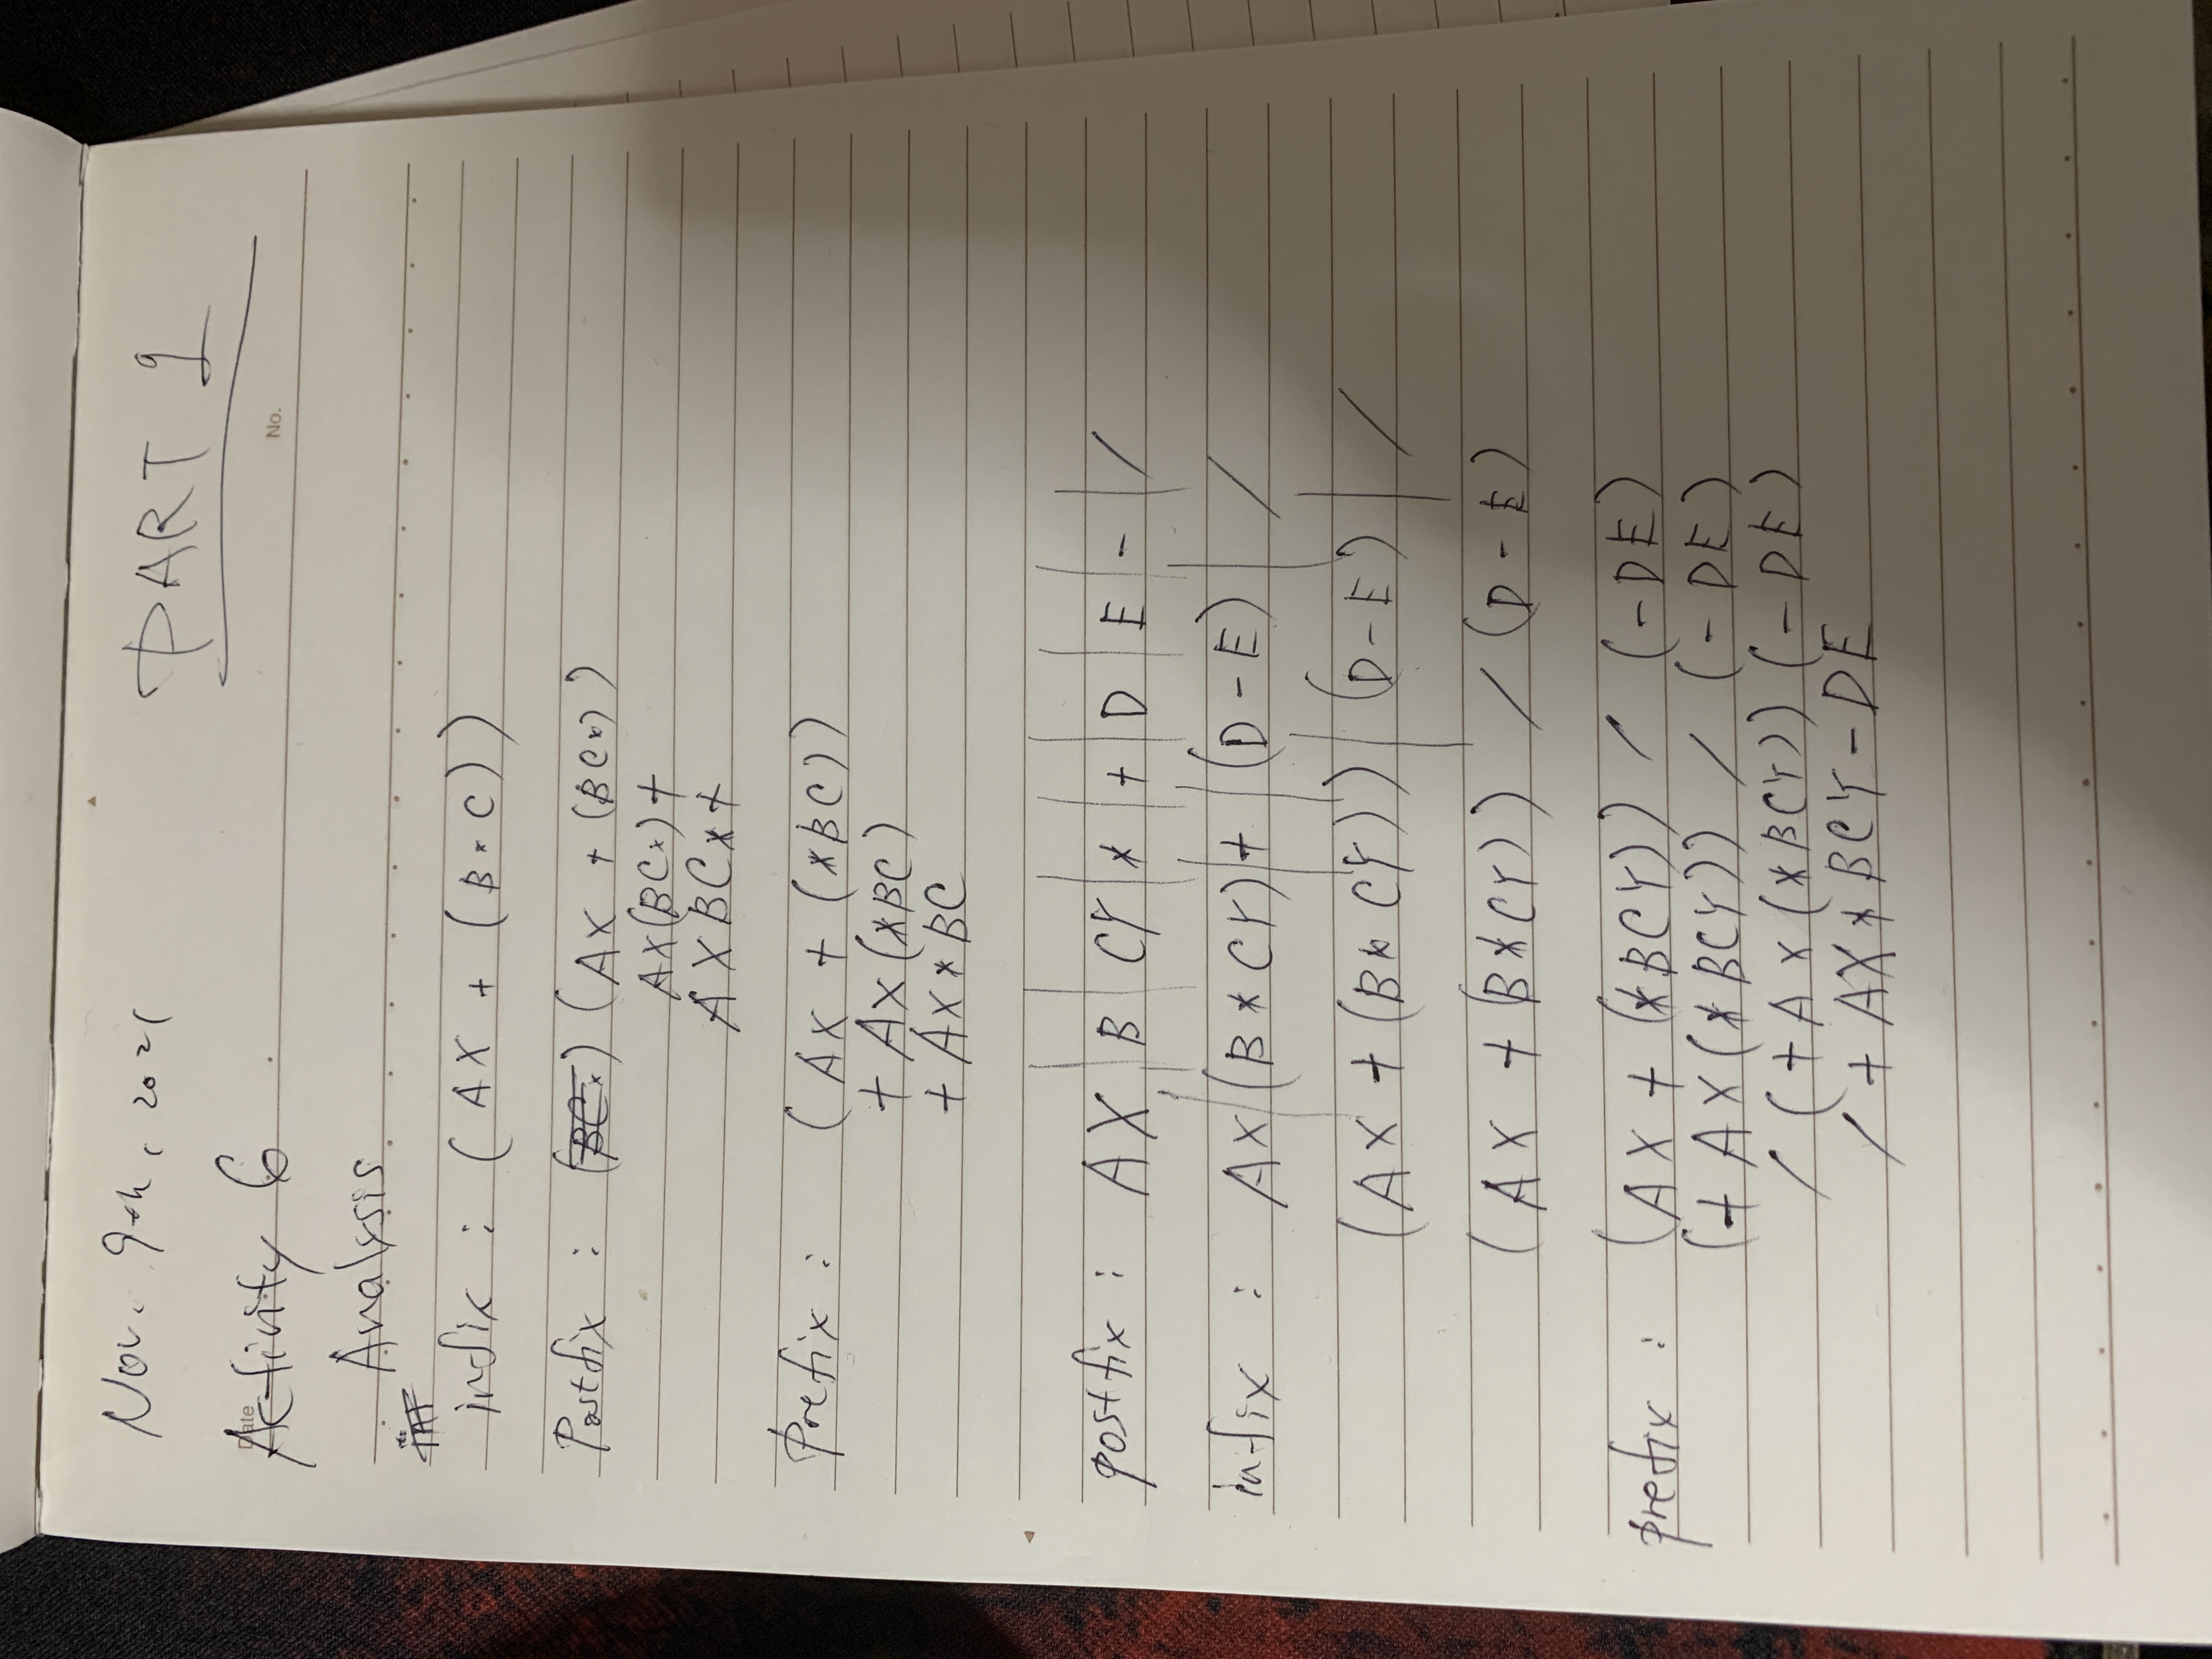 Nov. 9th, 2021
PART 1
Date
No.
Activity 6
Analysis
infix : ( AX + ( B * C ) )
Postfix : (BC*) ( AX + (BC*) )
AX(BC*)+
AXBC*+
Prefix : ( AX + (*BC))
+ AX (*BC)
+ AX * BC
postfix : AX | B | CY | * | + | D | E | - | /
infix : AX | (B * CY) | + | (D - E) | /
(AX + (B * CY)) | (D - E) | /
(AX + (B*CY)) / (D - E)
prefix : (AX + (*BCY)) / (-DE)
(+ AX (*BCY)) / (- DE)
/ (+AX (*BCY)) (- DE)
/ + AX * BCY - DE